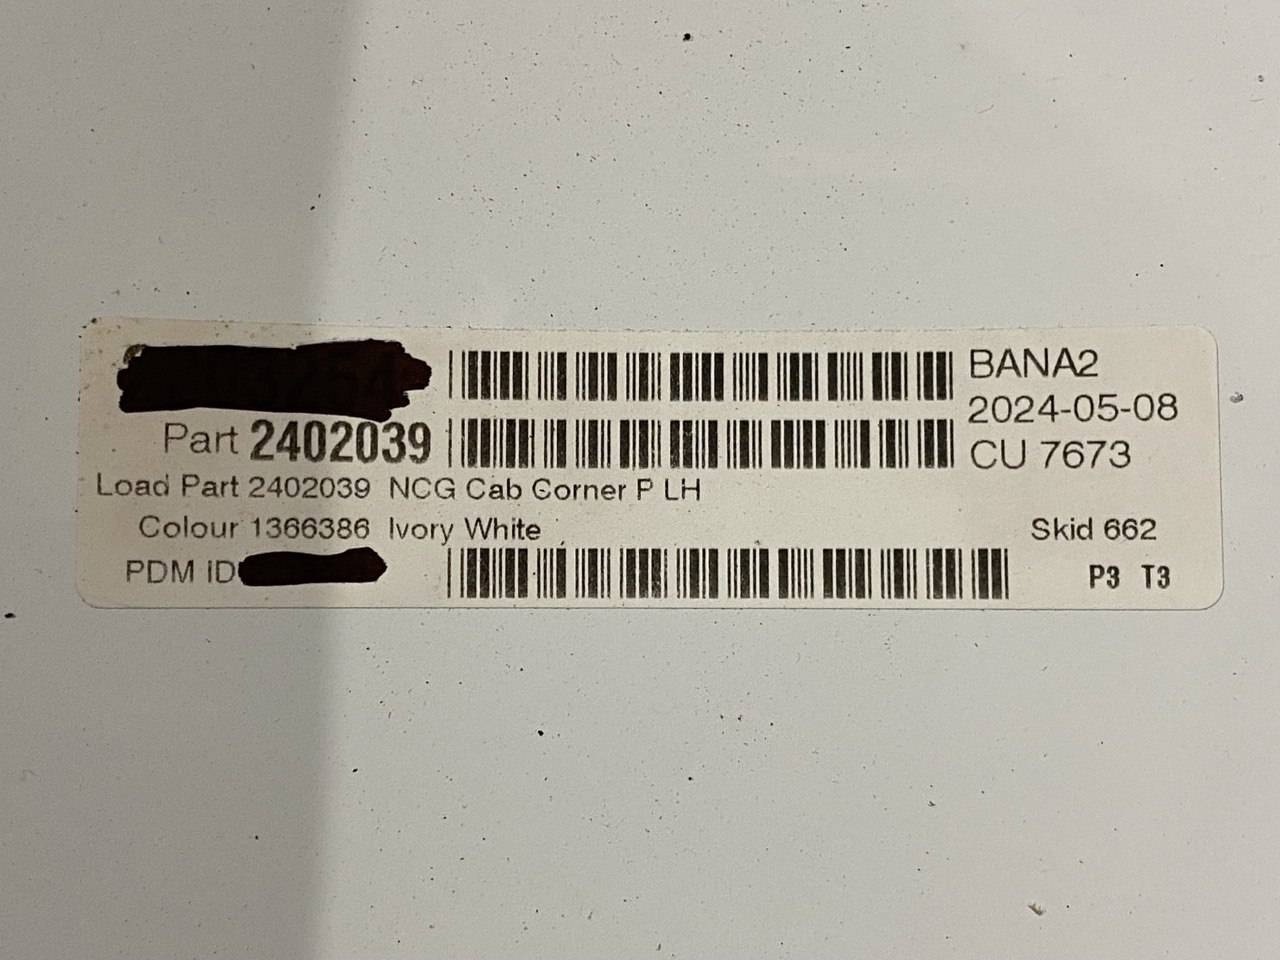 BANA2
2024-05-08
Part 2402039
CU 7673
Load Part 2402039 NCG Cab Corner P LH
Colour 1366386 Ivory White
Skid 662
PDM ID
P3 T3